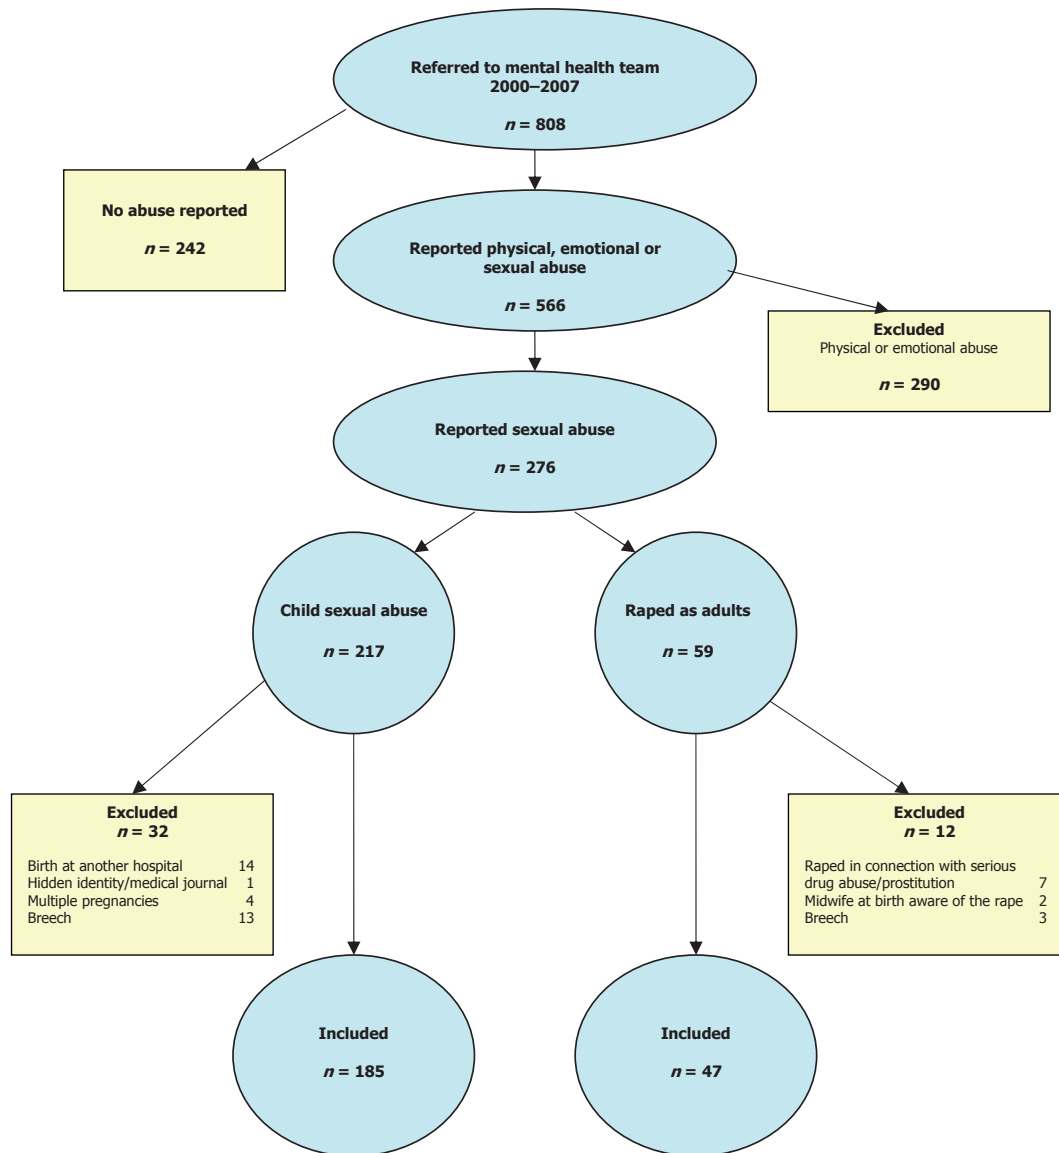 Referred to mental health team
2000–2007
n = 808
No abuse reported
n = 242
Reported physical, emotional or
sexual abuse
n = 566
Excluded
Physical or emotional abuse
n = 290
Reported sexual abuse
n = 276
Child sexual abuse
n = 217
Raped as adults
n = 59
Excluded
n = 32
Birth at another hospital 14
Hidden identity/medical journal 1
Multiple pregnancies 4
Breech 13
Excluded
n = 12
Raped in connection with serious
drug abuse/prostitution 7
Midwife at birth aware of the rape 2
Breech 3
Included
n = 185
Included
n = 47